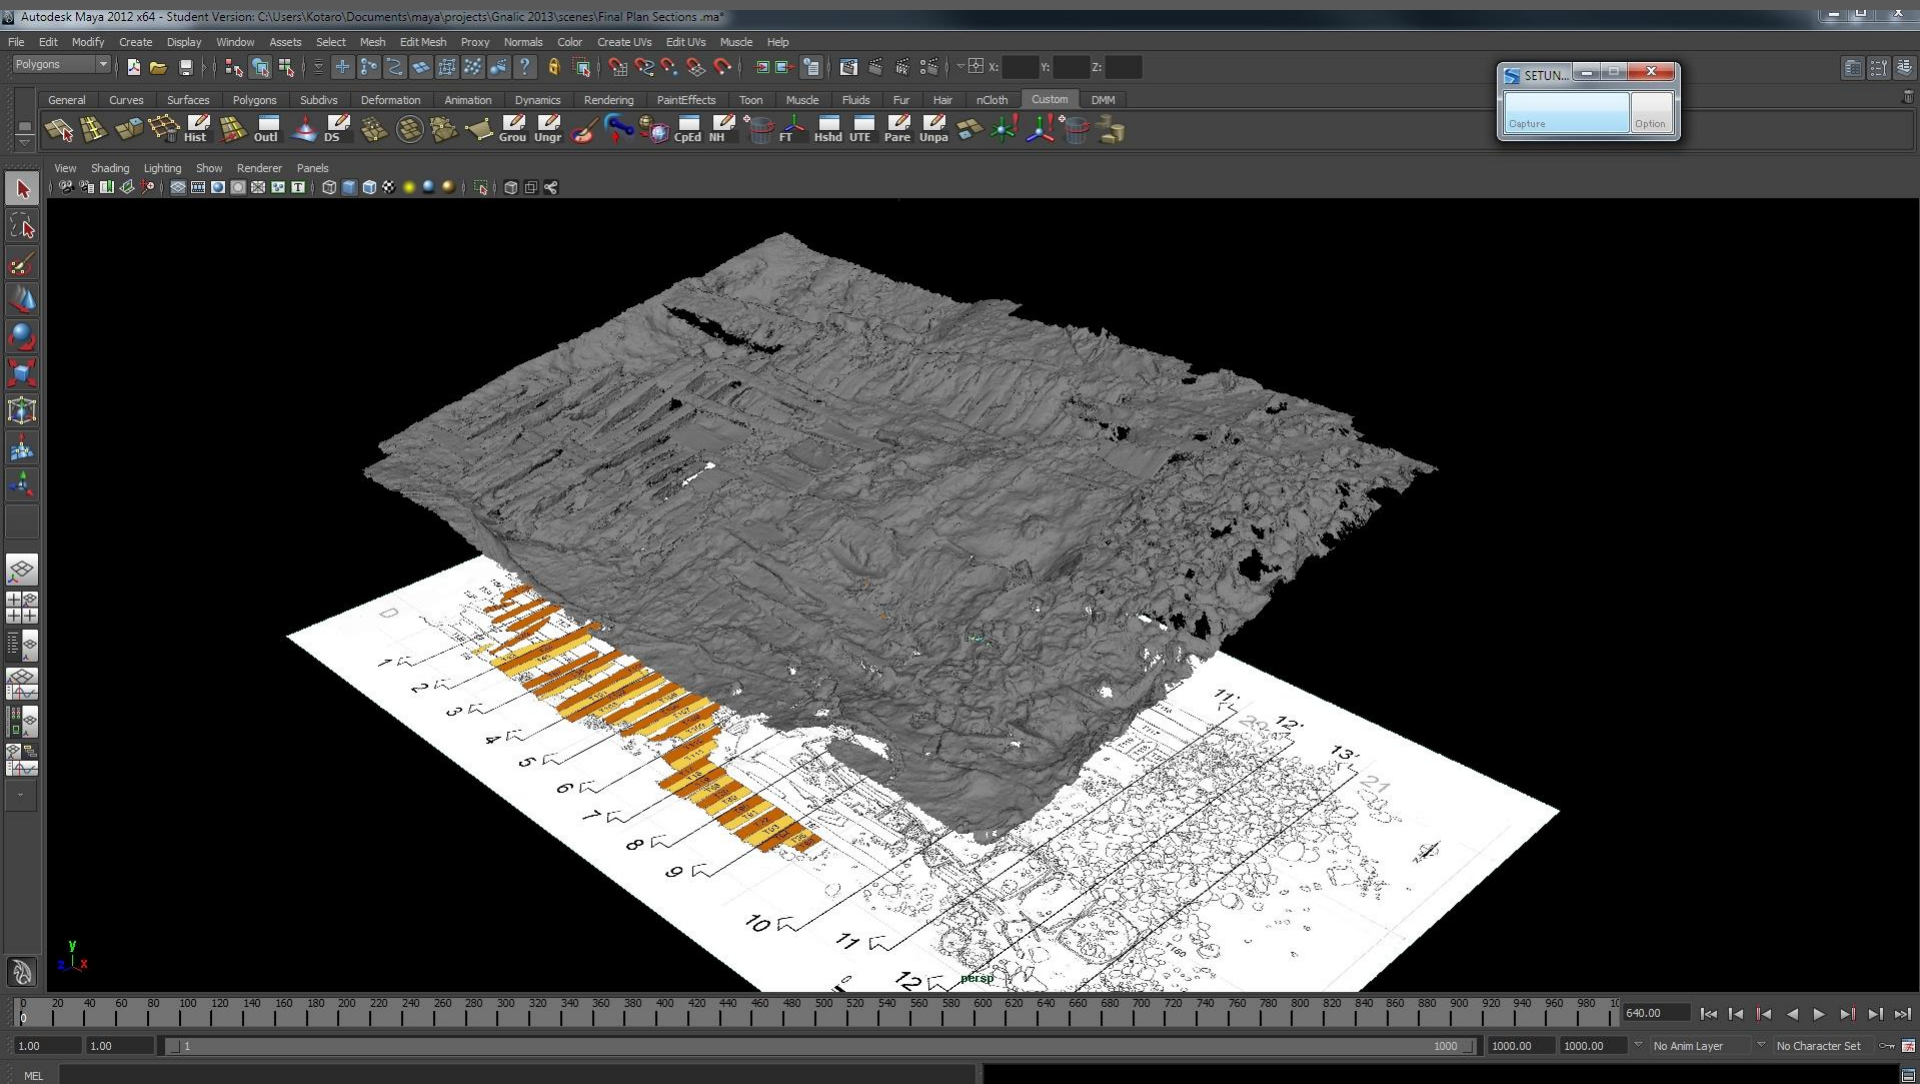 Autodesk Maya 2012 x64 - Student Version: C:\Users\Kotaro\Documents\maya\projects\Gnalic 2013\scenes\Final Plan Sections .ma*
File Edit Modify Create Display Window Assets Select Mesh Edit Mesh Proxy Normals Color Create UVs Edit UVs Muscle Help
Polygons X: Y: Z:
SETUN...
Capture Option
General Curves Surfaces Polygons Subdivs Deformation Animation Dynamics Rendering PaintEffects Toon Muscle Fluids Fur Hair nCloth Custom DMM
Hist Outl DS Grou Ungr CpEd NH FT Hshd UTE Pare Unpa
View Shading Lighting Show Renderer Panels
D
1
2
3
4
5
6
7
8
9
10
11
12
11'
20
12'
13'
21
T160
persp
y
z x
0 20 40 60 80 100 120 140 160 180 200 220 240 260 280 300 320 340 360 380 400 420 440 460 480 500 520 540 560 580 600 620 640 660 680 700 720 740 760 780 800 820 840 860 880 900 920 940 960 980 10
0
640.00
1.00 1.00 1 1000 1000.00 1000.00 No Anim Layer No Character Set
MEL